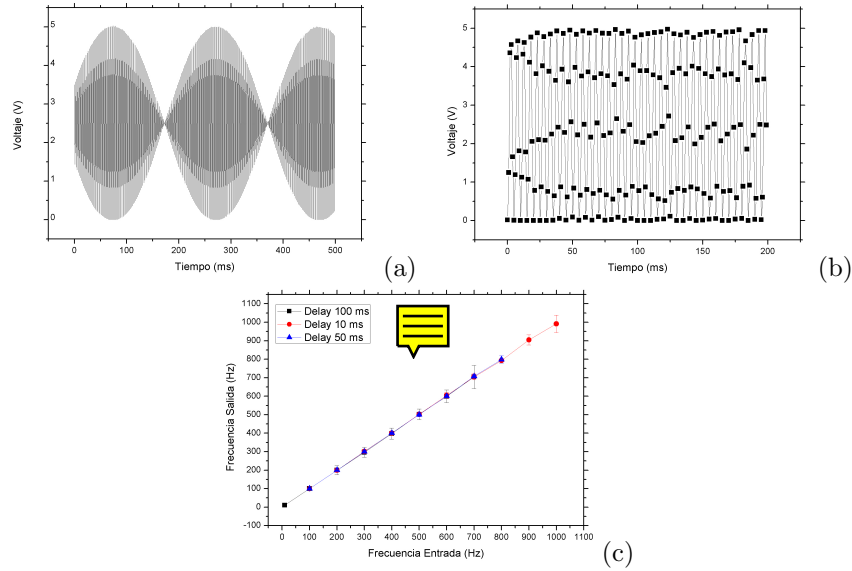 5
4
3
2
1
0
Voltaje (V)
0 100 200 300 400 500
Tiempo (ms)
(a)
5
4
3
2
1
0
Voltaje (V)
0 50 100 150 200
Tiempo (ms)
(b)
Delay 100 ms
Delay 10 ms
Delay 50 ms
1100
1000
900
800
700
600
500
400
300
200
100
0
-100
Frecuencia Salida (Hz)
0 100 200 300 400 500 600 700 800 900 1000 1100
Frecuencia Entrada (Hz)
(c)